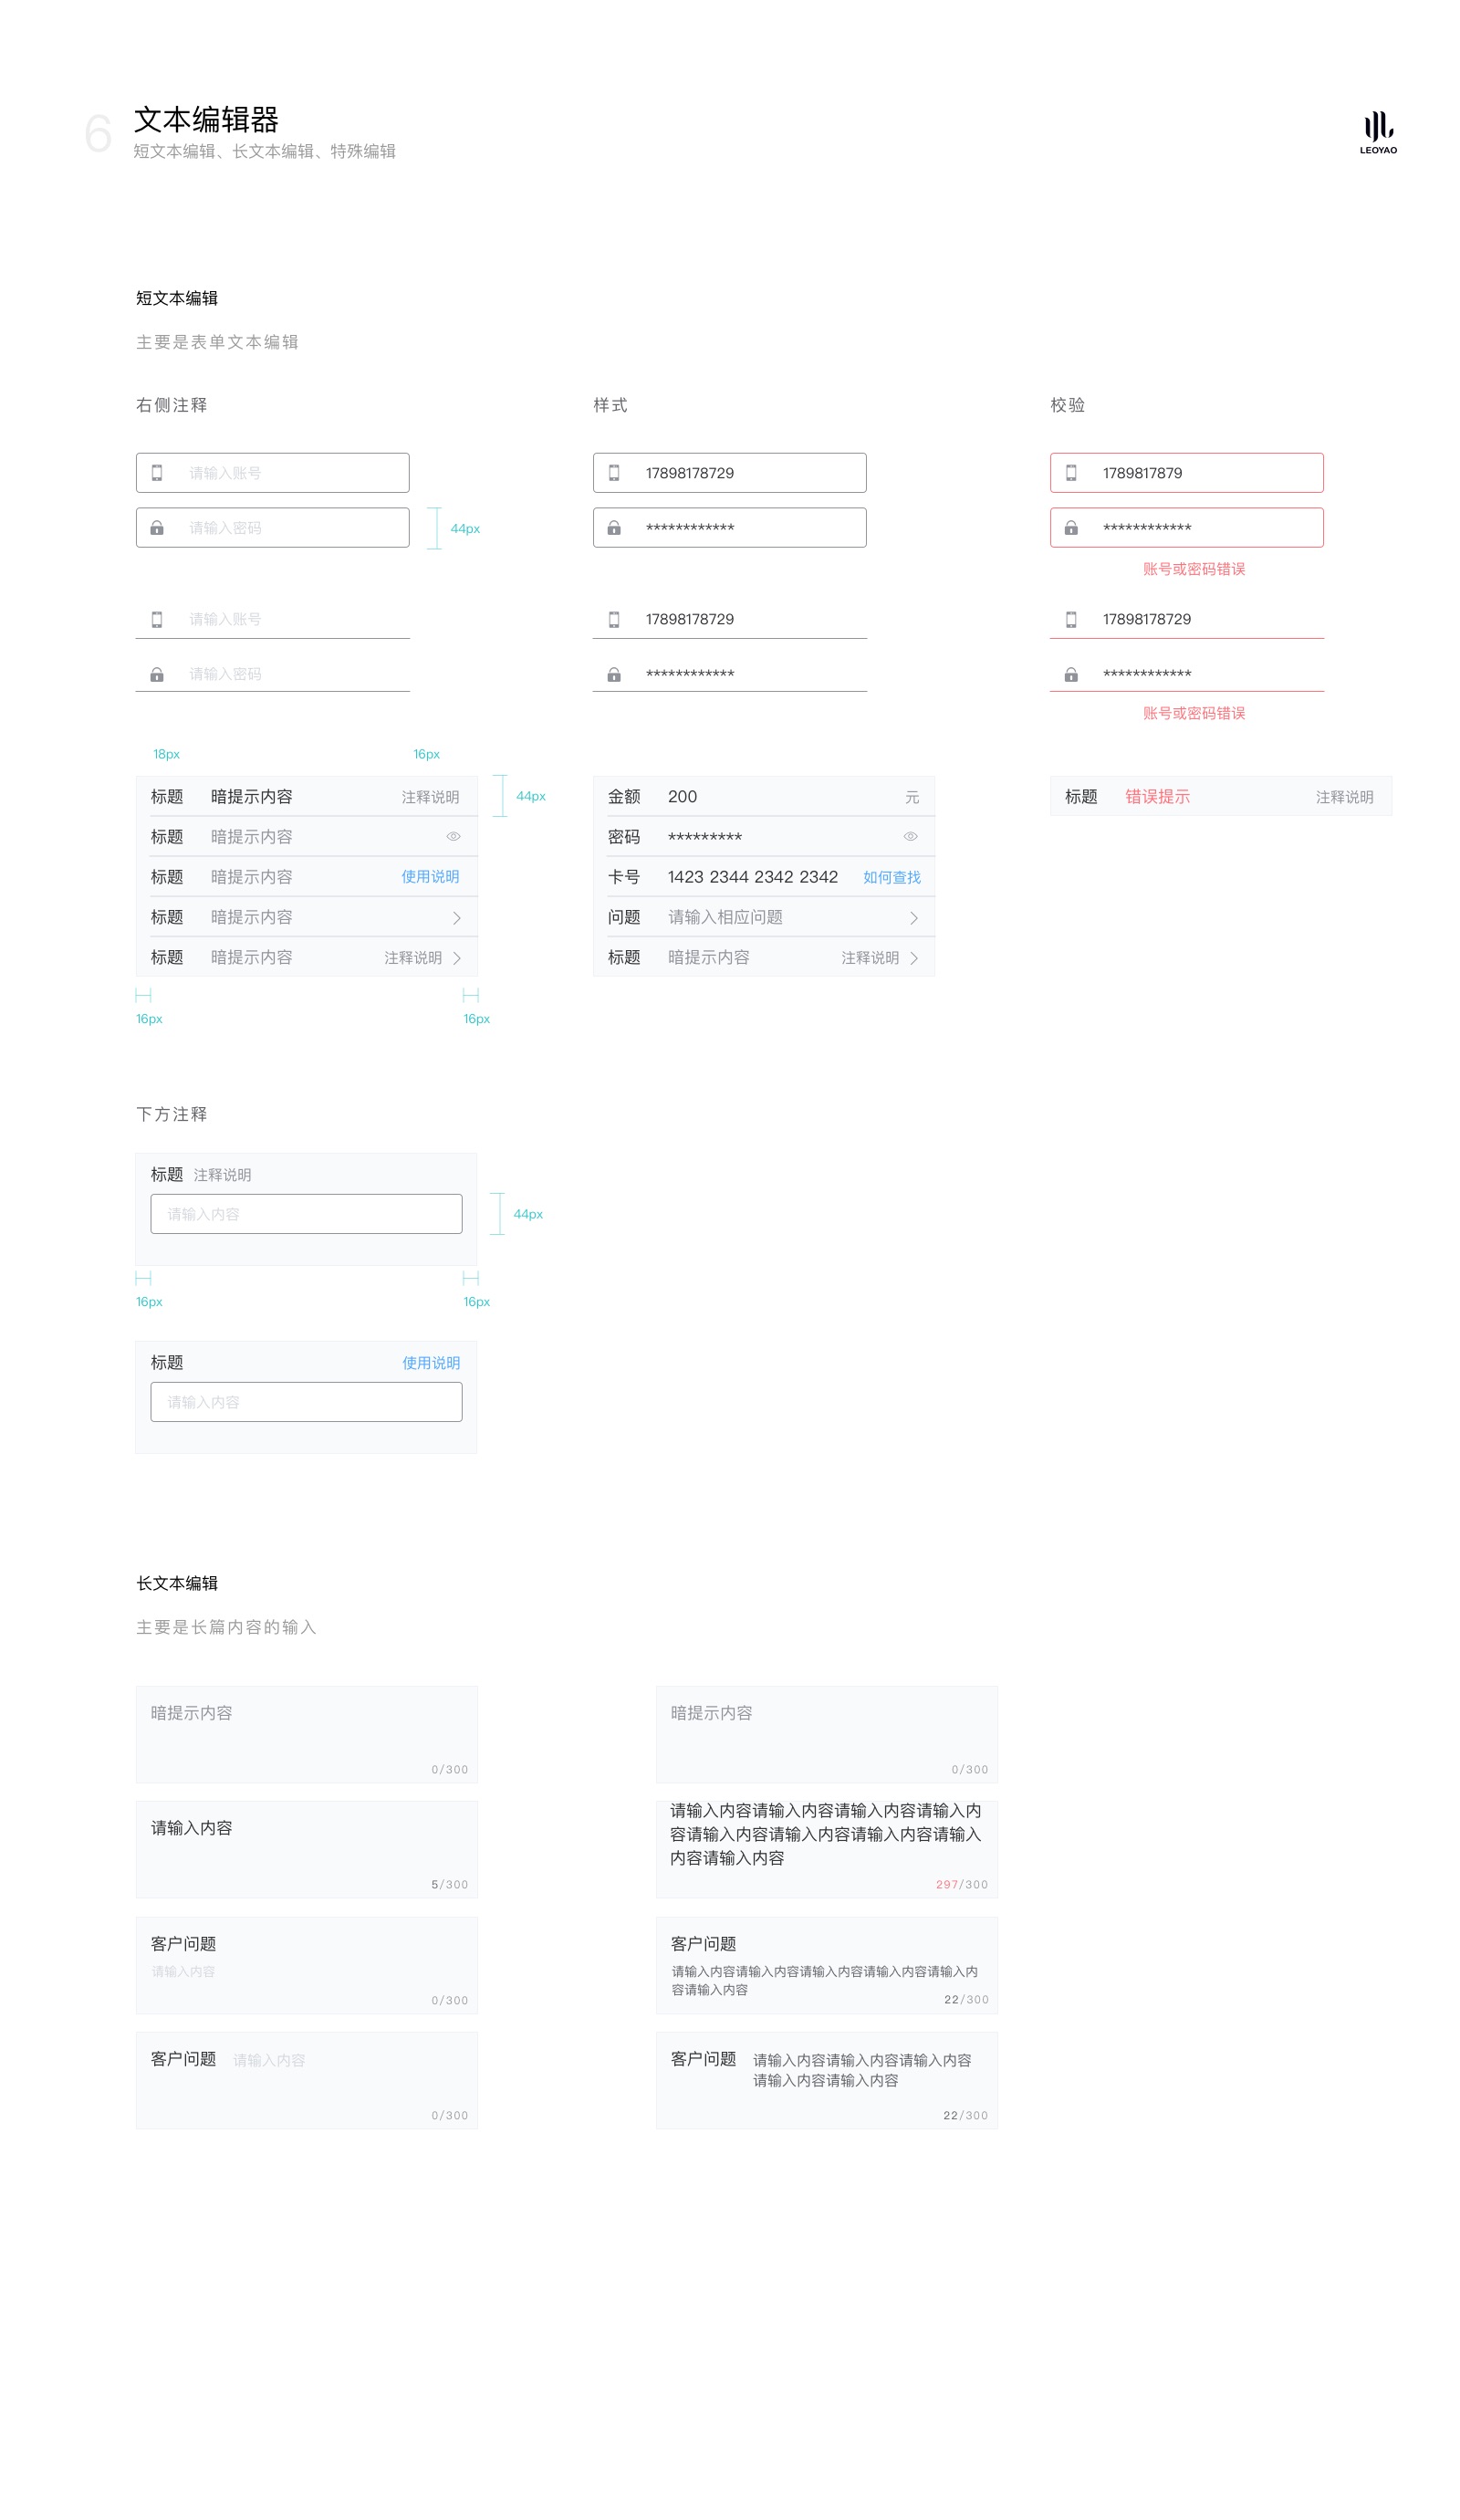 6
文本编辑器
短文本编辑、长文本编辑、特殊编辑
LEOYAO
短文本编辑
主要是表单文本编辑
右侧注释
请输入账号
请输入密码
44px
请输入账号
请输入密码
18px
16px
标题 暗提示内容 注释说明
44px
标题 暗提示内容
标题 暗提示内容 使用说明
标题 暗提示内容
标题 暗提示内容 注释说明
16px
16px
样式
17898178729
************
17898178729
************
金额 200 元
密码 *********
卡号 1423 2344 2342 2342 如何查找
问题 请输入相应问题
标题 暗提示内容 注释说明
校验
1789817879
************
账号或密码错误
17898178729
************
账号或密码错误
标题 错误提示 注释说明
下方注释
标题 注释说明
请输入内容
44px
16px
16px
标题 使用说明
请输入内容
长文本编辑
主要是长篇内容的输入
暗提示内容
0/300
请输入内容
5/300
客户问题
请输入内容
0/300
客户问题 请输入内容
0/300
暗提示内容
0/300
请输入内容请输入内容请输入内容请输入内
容请输入内容请输入内容请输入内容请输入
内容请输入内容
297/300
客户问题
请输入内容请输入内容请输入内容请输入内容请输入内
容请输入内容
22/300
客户问题 请输入内容请输入内容请输入内容
请输入内容请输入内容
22/300